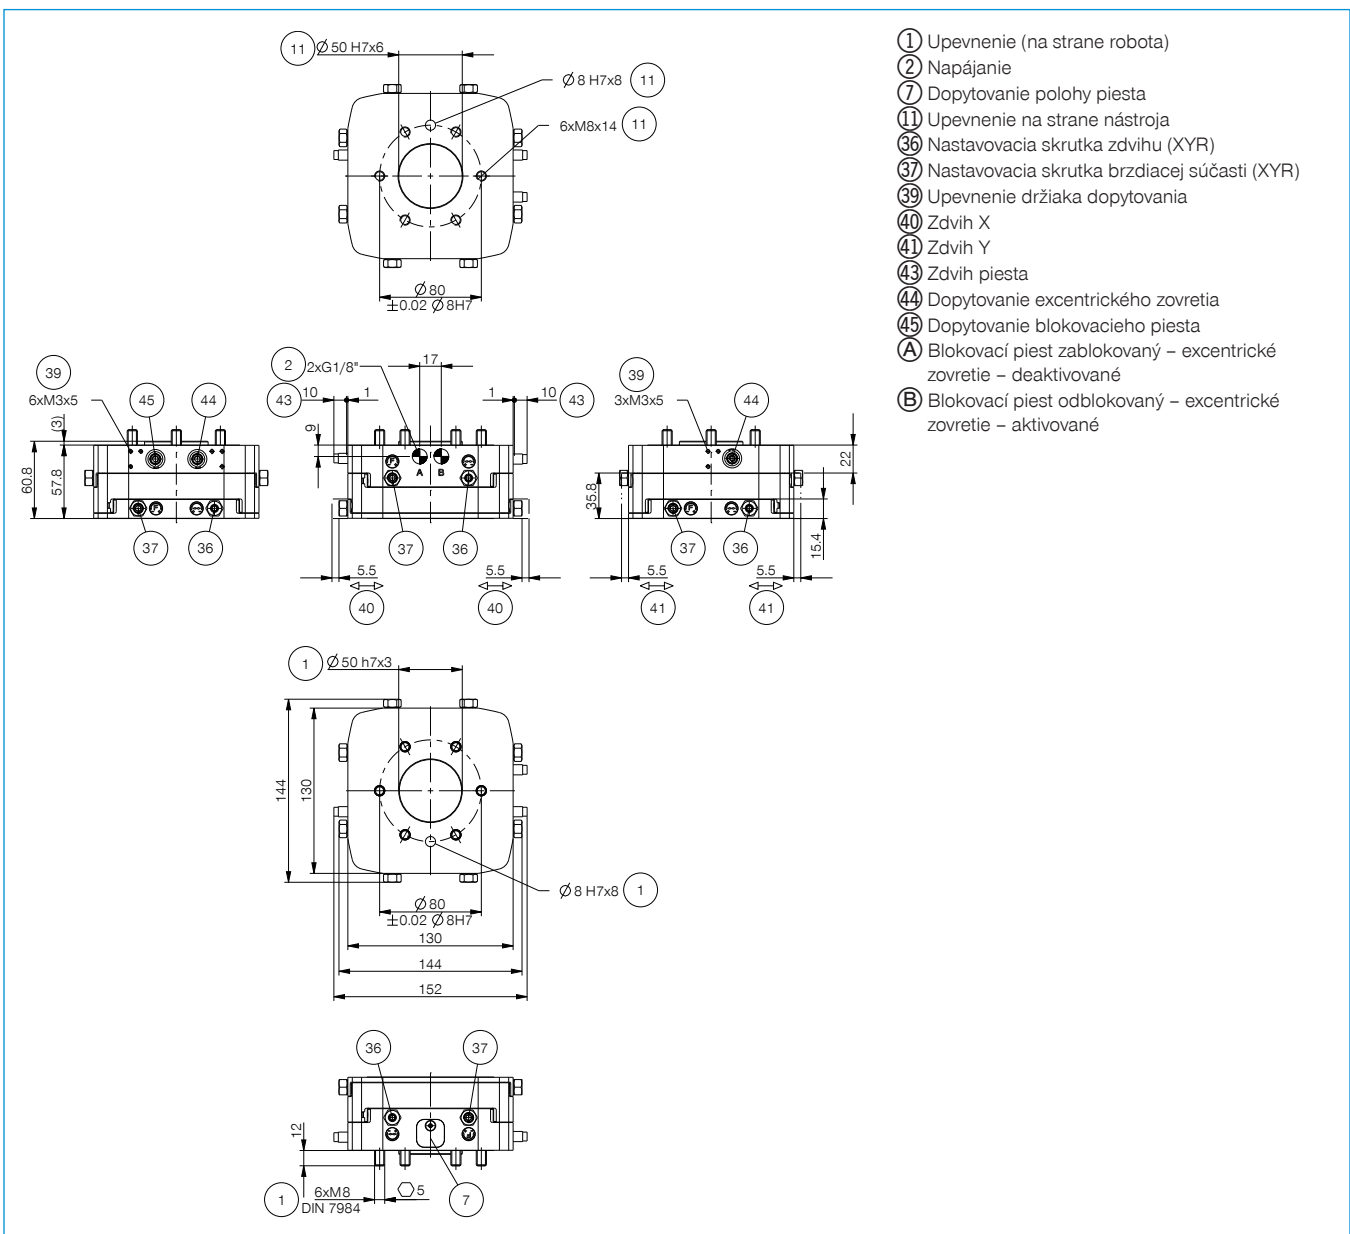 11 Ø 50 H7x6
Ø 8 H7x8 11
6xM8x14 11
Ø 80
±0.02 Ø 8H7
1 Upevnenie (na strane robota)
2 Napájanie
7 Dopytovanie polohy piesta
11 Upevnenie na strane nástroja
36 Nastavovacia skrutka zdvihu (XYR)
37 Nastavovacia skrutka brzdiacej súčasti (XYR)
39 Upevnenie držiaka dopytovania
40 Zdvih X
41 Zdvih Y
43 Zdvih piesta
44 Dopytovanie excentrického zovretia
45 Dopytovanie blokovacieho piesta
A Blokovací piest zablokovaný – excentrické
zovretie – deaktivované
B Blokovací piest odblokovaný – excentrické
zovretie – aktivované
39
6xM3x5
45
44
(3)
60.8
57.8
37
36
2 2xG1/8"
17
43 10 1
1 10 43
9
A B
37
36
5.5
5.5
40
40
39
3xM3x5
44
22
35.8
15.4
37
36
5.5
5.5
41
41
1 Ø 50 h7x3
144
130
Ø 8 H7x8 1
Ø 80
±0.02 Ø 8H7
130
144
152
36
37
12
1 6xM8
DIN 7984
5
7